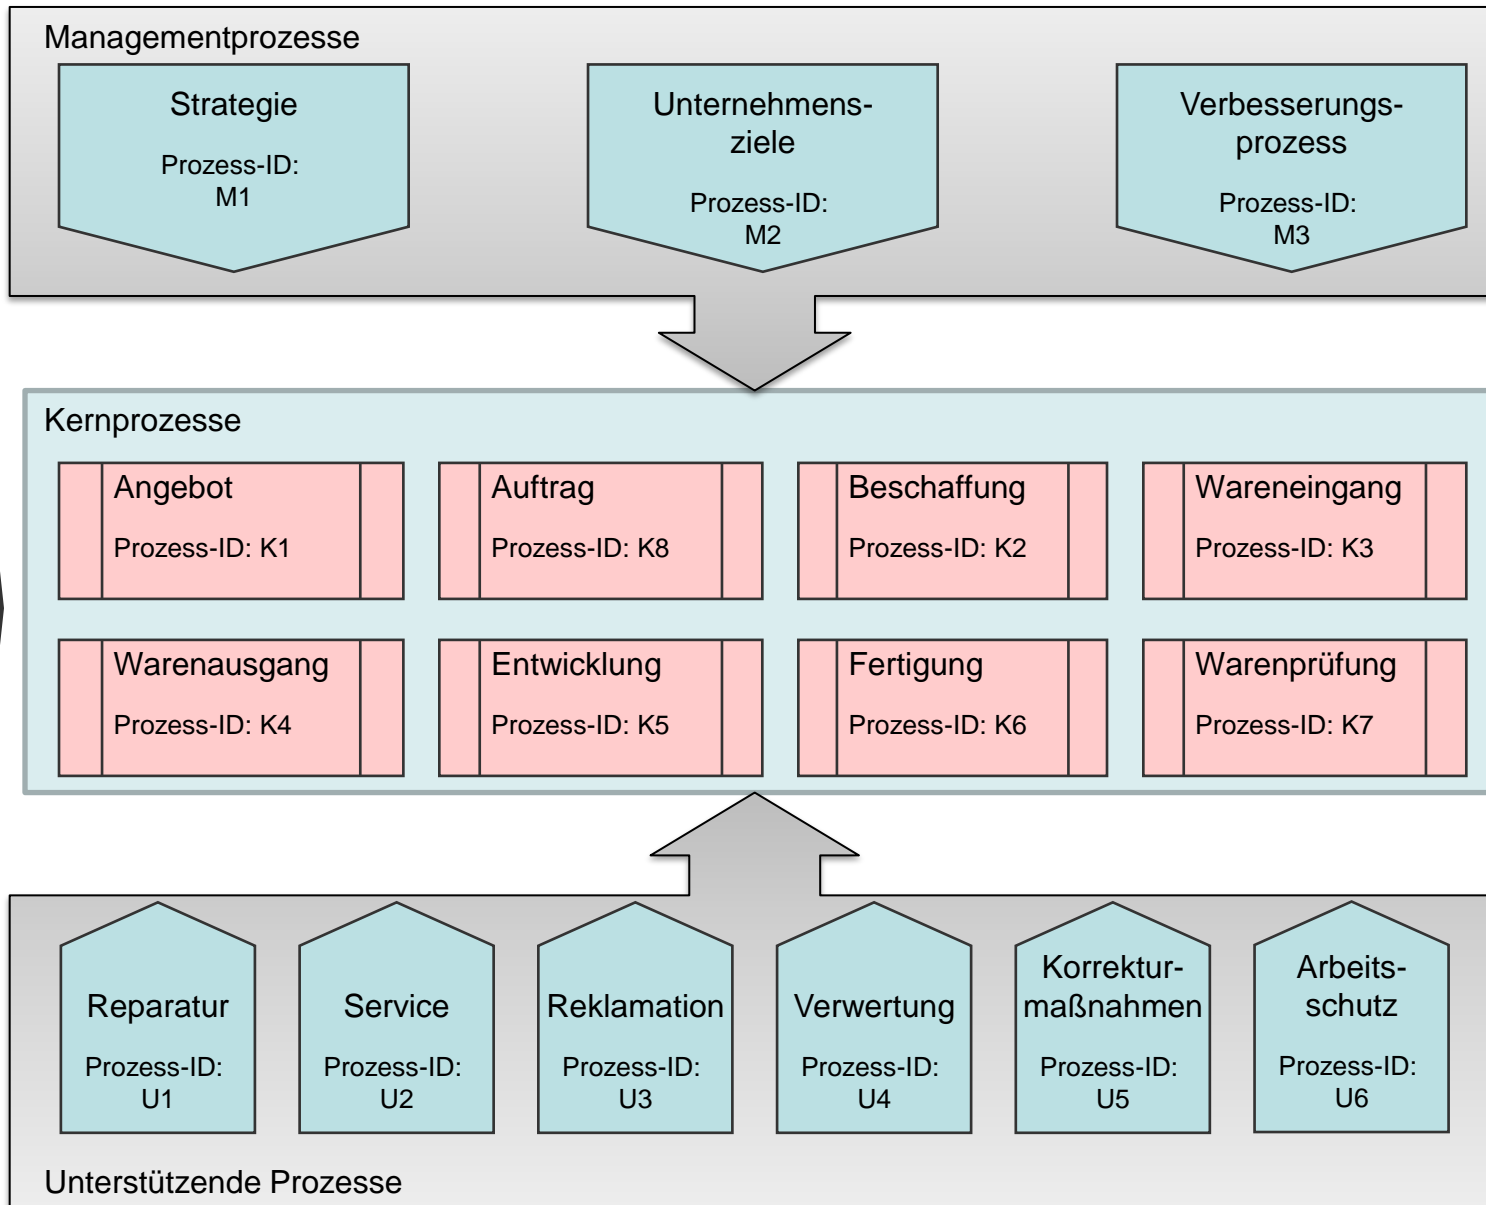 Managementprozesse
Strategie
Prozess-ID:
M1
Unternehmens-
ziele
Prozess-ID:
M2
Verbesserungs-
prozess
Prozess-ID:
M3
Kernprozesse
Angebot
Prozess-ID: K1
Auftrag
Prozess-ID: K8
Beschaffung
Prozess-ID: K2
Wareneingang
Prozess-ID: K3
Warenausgang
Prozess-ID: K4
Entwicklung
Prozess-ID: K5
Fertigung
Prozess-ID: K6
Warenprüfung
Prozess-ID: K7
Reparatur
Prozess-ID:
U1
Service
Prozess-ID:
U2
Reklamation
Prozess-ID:
U3
Verwertung
Prozess-ID:
U4
Korrektur-
maßnahmen
Prozess-ID:
U5
Arbeits-
schutz
Prozess-ID:
U6
Unterstützende Prozesse